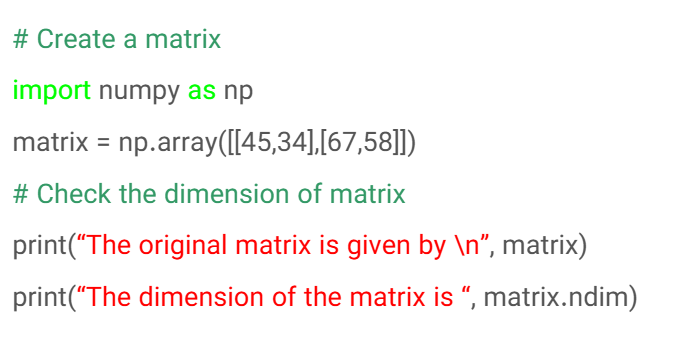 # Create a matrix
import numpy as np
matrix = np.array([[45,34],[67,58]])
# Check the dimension of matrix
print(“The original matrix is given by \n”, matrix)
print(“The dimension of the matrix is “, matrix.ndim)